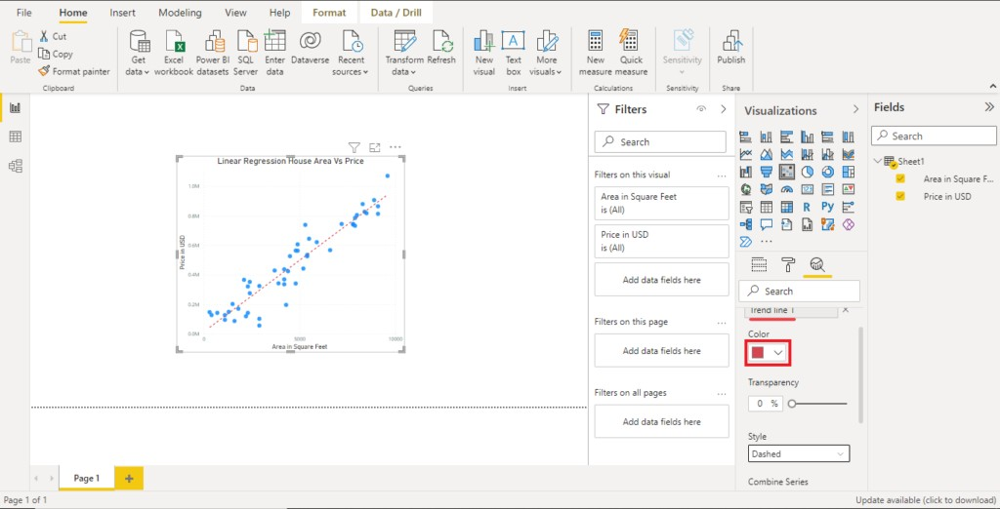 File Home Insert Modeling View Help Format Data / Drill
Paste
Cut
Copy
Format painter
Clipboard
Get data
Excel workbook
Power BI datasets
SQL Server
Enter data
Dataverse
Recent sources
Data
Transform data
Refresh
Queries
New visual
Text box
More visuals
Insert
New measure
Quick measure
Calculations
Sensitivity
Sensitivity
Publish
Share
Linear Regression House Area Vs Price
Price in USD
1.0M
0.8M
0.6M
0.4M
0.2M
0.0M
0 5000 10000
Area in Square Feet
Filters
Search
Filters on this visual ...
Area in Square Feet
is (All)
Price in USD
is (All)
Add data fields here
Filters on this page ...
Add data fields here
Filters on all pages ...
Add data fields here
Visualizations
R Py
...
Search
Trend line 1
Color
Transparency
0 %
Style
Dashed
Combine Series
Fields
Search
Sheet1
Area in Square F...
Price in USD
Page 1
Page 1 of 1
Update available (click to download)